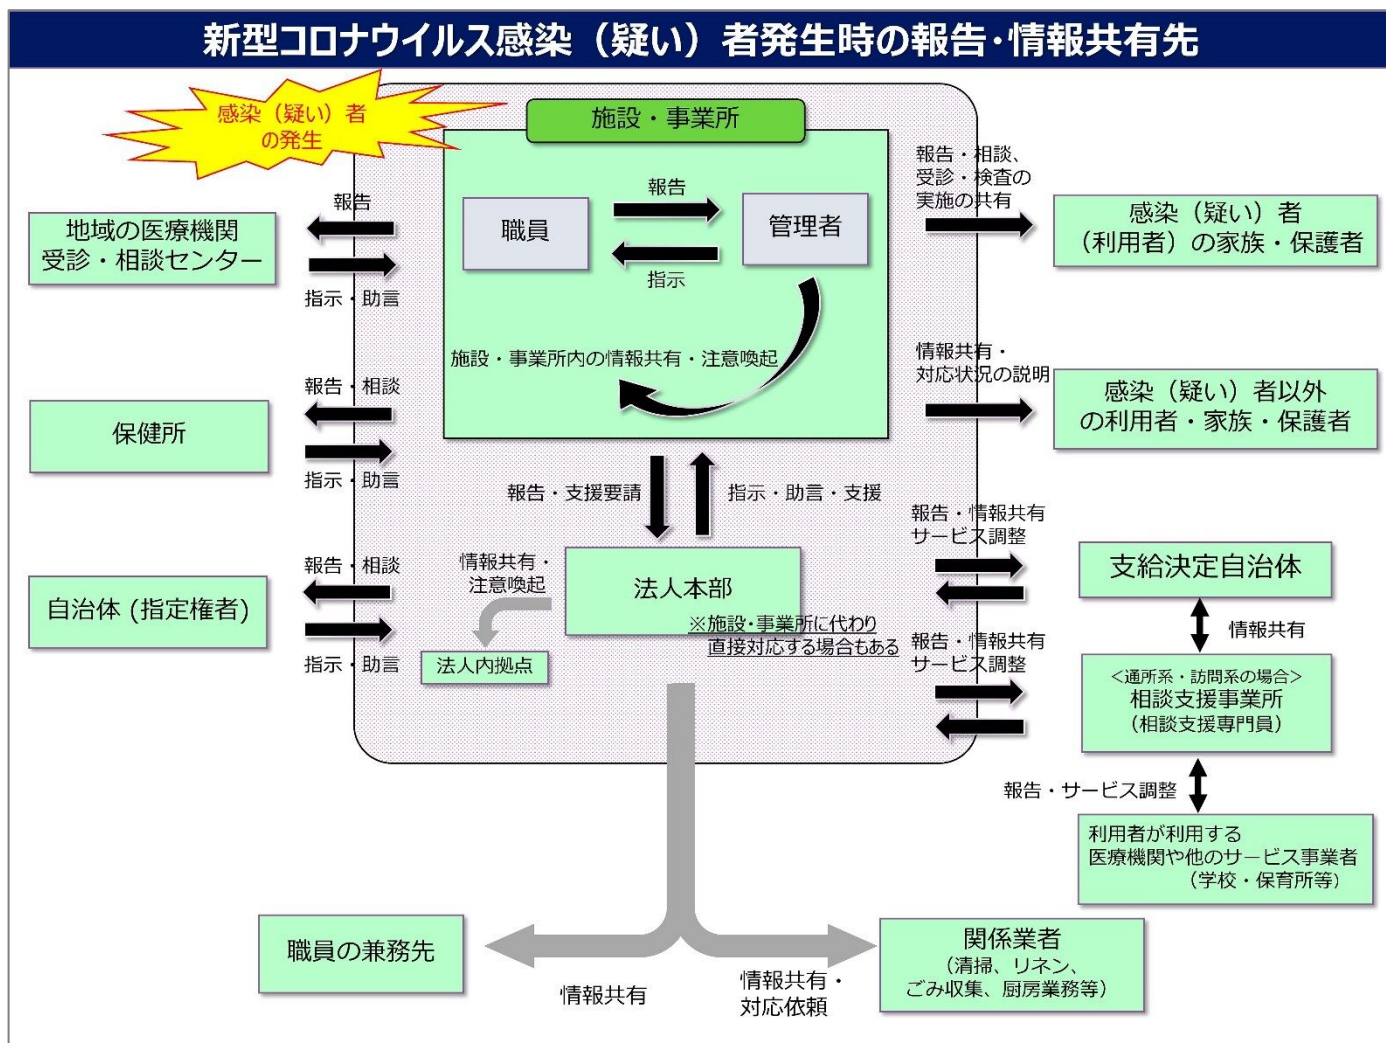 新型コロナウイルス感染（疑い）者発生時の報告・情報共有先
感染（疑い）者
の発生
施設・事業所
職員
報告
管理者
指示
施設・事業所内の情報共有・注意喚起
報告
地域の医療機関
受診・相談センター
指示・助言
報告・相談
保健所
指示・助言
報告・相談
自治体 (指定権者)
指示・助言
報告・支援要請
指示・助言・支援
情報共有・
注意喚起
法人本部
※施設・事業所に代わり
直接対応する場合もある
法人内拠点
報告・相談、
受診・検査の
実施の共有
感染（疑い）者
（利用者）の家族・保護者
情報共有・
対応状況の説明
感染（疑い）者以外
の利用者・家族・保護者
報告・情報共有
サービス調整
支給決定自治体
情報共有
報告・情報共有
サービス調整
＜通所系・訪問系の場合＞
相談支援事業所
（相談支援専門員）
報告・サービス調整
利用者が利用する
医療機関や他のサービス事業者
（学校・保育所等）
職員の兼務先
情報共有
情報共有・
対応依頼
関係業者
（清掃、リネン、
ごみ収集、厨房業務等）